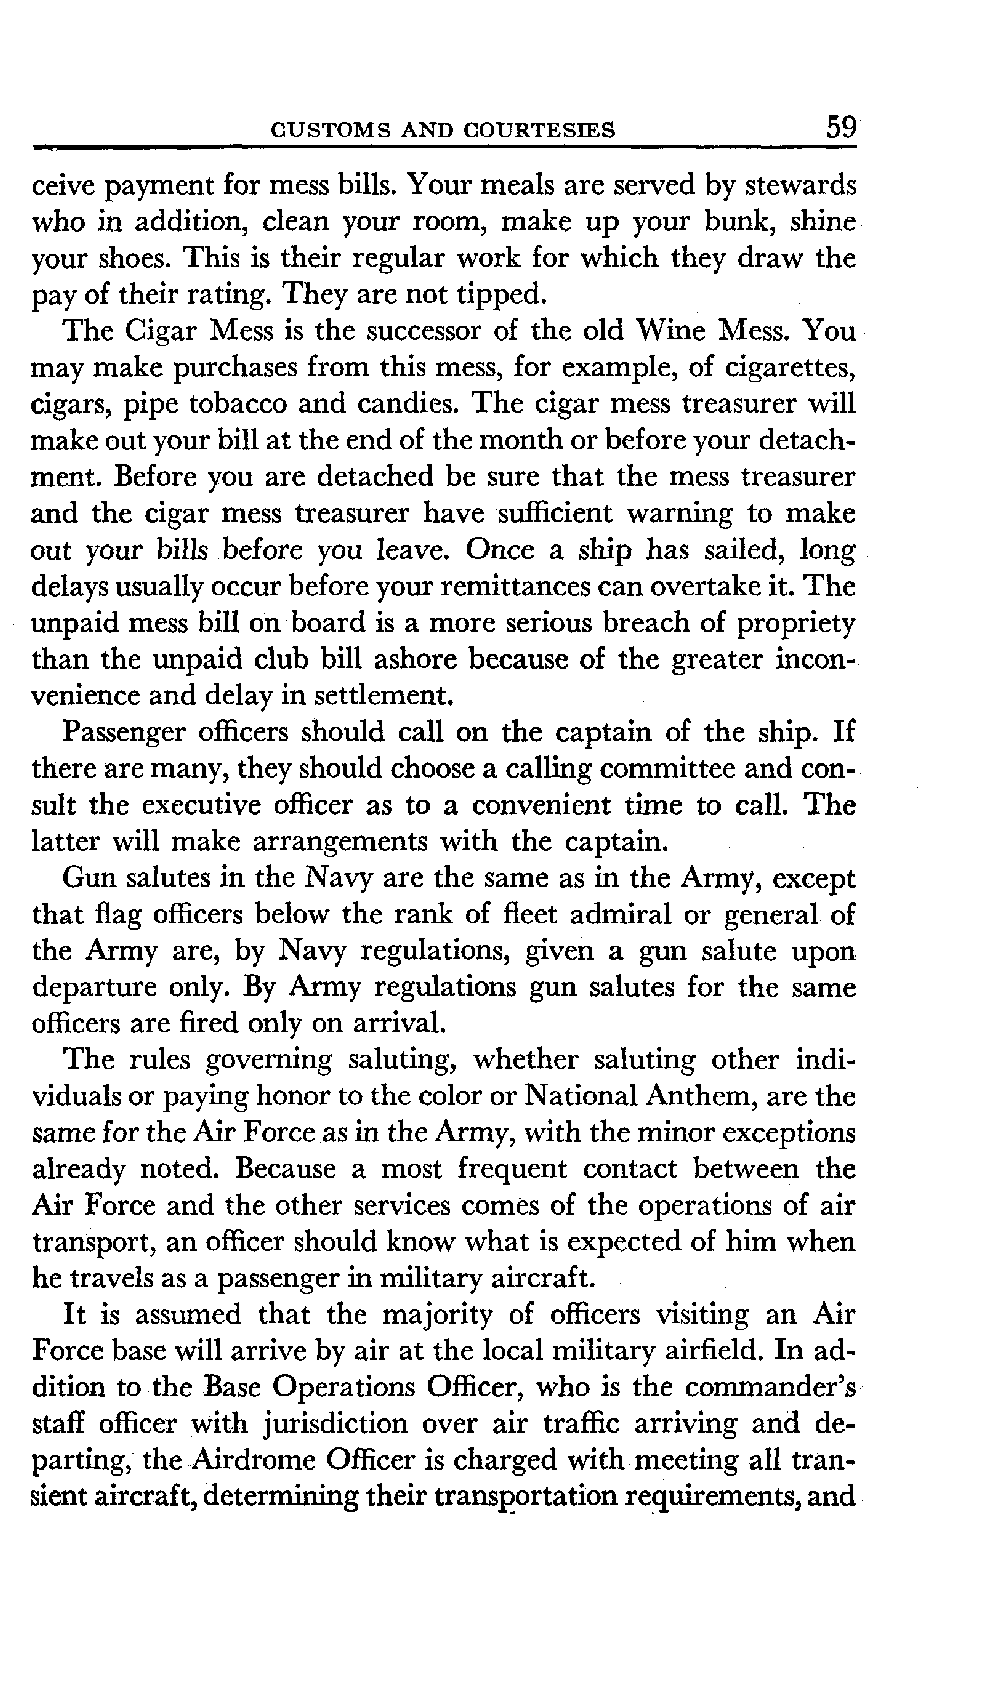 CUSTOMS AND COURTESIES 59
ceive payment for mess bills. Your meals are served by stewards
who in addition, clean your room, make up your bunk, shine
your shoes. This is their regular work for which they draw the
pay of their rating. They are not tipped.
The Cigar Mess is the successor of the old Wine Mess. You
may make purchases from this mess, for example, of cigarettes,
cigars, pipe tobacco and candies. The cigar mess treasurer will
make out your bill at the end of the month or before your detach-
ment. Before you are detached be sure that the mess treasurer
and the cigar mess treasurer have sufficient warning to make
out your bills before you leave. Once a ship has sailed, long
delays usually occur before your remittances can overtake it. The
unpaid mess bill on board is a more serious breach of propriety
than the unpaid club bill ashore because of the greater incon-
venience and delay in settlement.
Passenger officers should call on the captain of the ship. If
there are many, they should choose a calling committee and con-
sult the executive officer as to a convenient time to call. The
latter will make arrangements with the captain.
Gun salutes in the Navy are the same as in the Army, except
that flag officers below the rank of fleet admiral or general of
the Army are, by Navy regulations, given a gun salute upon
departure only. By Army regulations gun salutes for the same
officers are fired only on arrival.
The rules governing saluting, whether saluting other indi-
viduals or paying honor to the color or National Anthem, are the
same for the Air Force as in the Army, with the minor exceptions
already noted. Because a most frequent contact between the
Air Force and the other services comes of the operations of air
transport, an officer should know what is expected of him when
he travels as a passenger in military aircraft.
It is assumed that the majority of officers visiting an Air
Force base will arrive by air at the local military airfield. In ad-
dition to the Base Operations Officer, who is the commander's
staff officer with jurisdiction over air traffic arriving and de-
parting, the Airdrome Officer is charged with meeting all tran-
sient aircraft, determining their transportation requirements, and